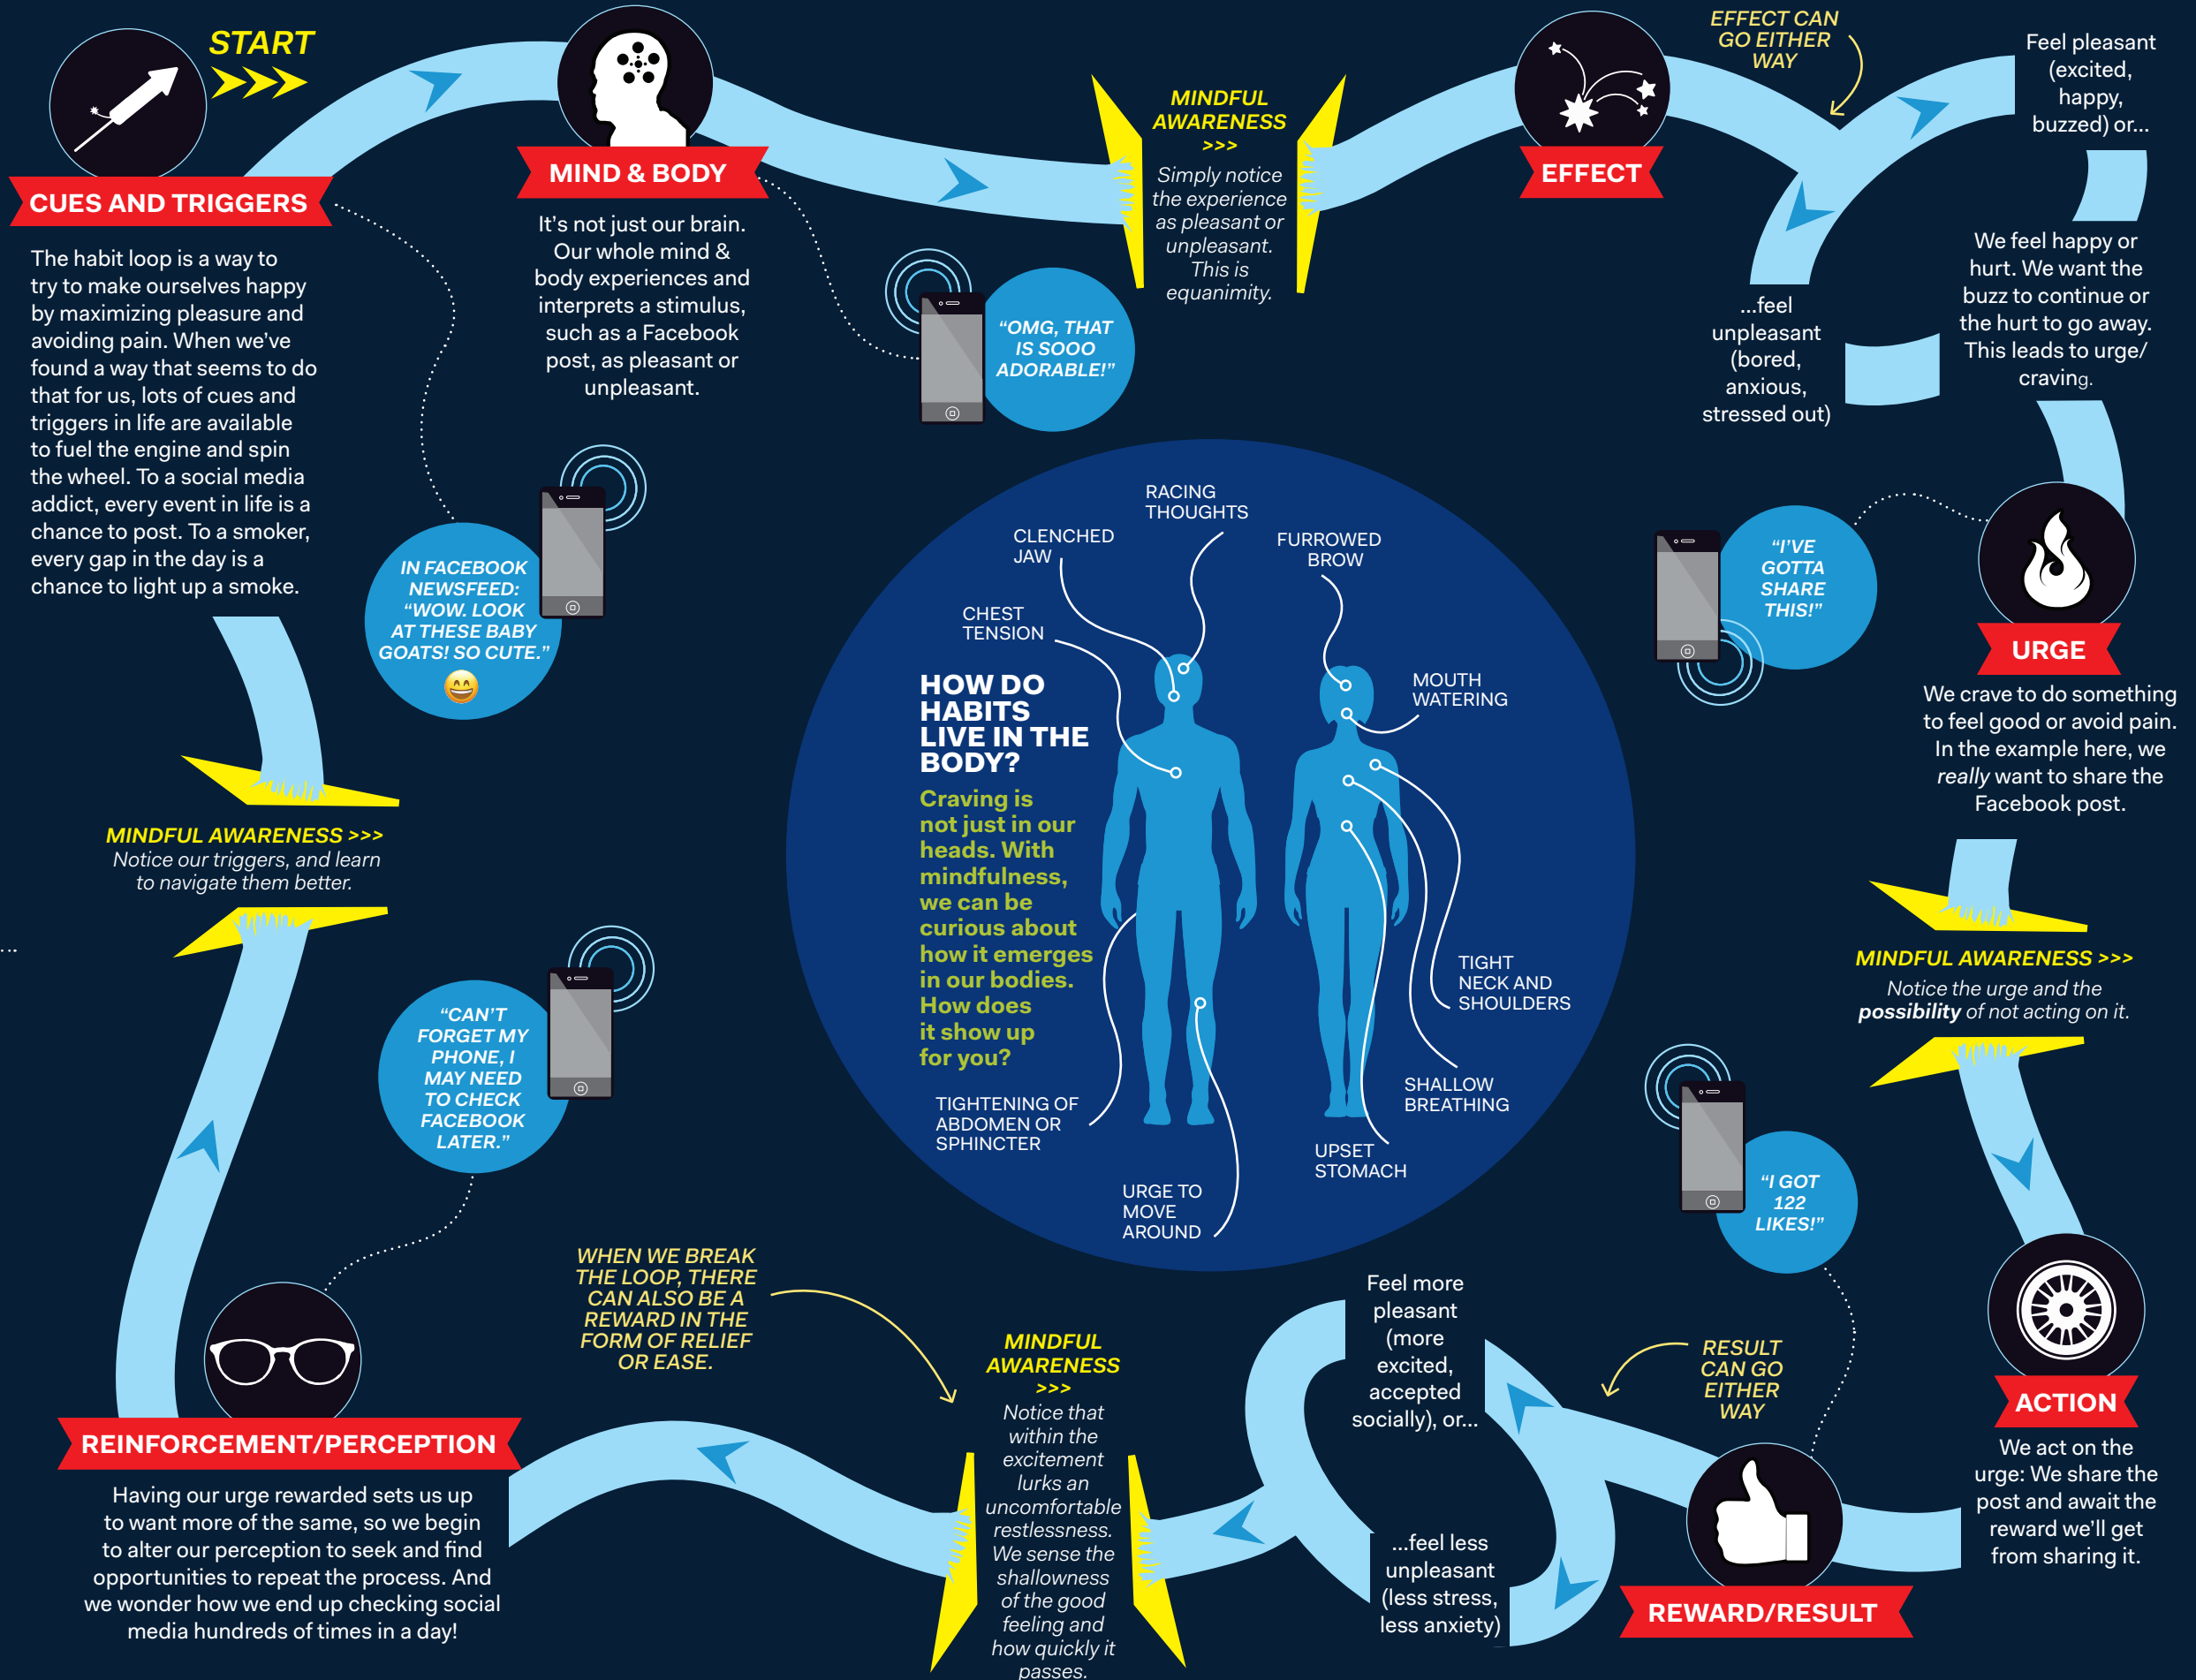 START
CUES AND TRIGGERS
The habit loop is a way to
try to make ourselves happy
by maximizing pleasure and
avoiding pain. When we've
found a way that seems to do
that for us, lots of cues and
triggers in life are available
to fuel the engine and spin
the wheel. To a social media
addict, every event in life is a
chance to post. To a smoker,
every gap in the day is a
chance to light up a smoke.
IN FACEBOOK
NEWSFEED:
“WOW. LOOK
AT THESE BABY
GOATS! SO CUTE.”
MIND & BODY
It's not just our brain.
Our whole mind &
body experiences and
interprets a stimulus,
such as a Facebook
post, as pleasant or
unpleasant.
“OMG, THAT
IS SOOO
ADORABLE!”
MINDFUL
AWARENESS
>>>
Simply notice
the experience
as pleasant or
unpleasant.
This is
equanimity.
EFFECT
EFFECT CAN
GO EITHER
WAY
Feel pleasant
(excited,
happy,
buzzed) or...
...feel
unpleasant
(bored,
anxious,
stressed out)
We feel happy or
hurt. We want the
buzz to continue or
the hurt to go away.
This leads to urge/
craving.
“I'VE
GOTTA
SHARE
THIS!”
URGE
We crave to do something
to feel good or avoid pain.
In the example here, we
really want to share the
Facebook post.
MINDFUL AWARENESS >>>
Notice the urge and the
possibility of not acting on it.
ACTION
We act on the
urge: We share the
post and await the
reward we'll get
from sharing it.
“I GOT
122
LIKES!”
REWARD/RESULT
RESULT
CAN GO
EITHER
WAY
Feel more
pleasant
(more
excited,
accepted
socially), or...
...feel less
unpleasant
(less stress,
less anxiety)
MINDFUL
AWARENESS
>>>
Notice that
within the
excitement
lurks an
uncomfortable
restlessness.
We sense the
shallowness
of the good
feeling and
how quickly it
passes.
WHEN WE BREAK
THE LOOP, THERE
CAN ALSO BE A
REWARD IN THE
FORM OF RELIEF
OR EASE.
REINFORCEMENT/PERCEPTION
Having our urge rewarded sets us up
to want more of the same, so we begin
to alter our perception to seek and find
opportunities to repeat the process. And
we wonder how we end up checking social
media hundreds of times in a day!
“CAN'T
FORGET MY
PHONE, I
MAY NEED
TO CHECK
FACEBOOK
LATER.”
MINDFUL AWARENESS >>>
Notice our triggers, and learn
to navigate them better.
HOW DO
HABITS
LIVE IN THE
BODY?
Craving is
not just in our
heads. With
mindfulness,
we can be
curious about
how it emerges
in our bodies.
How does
it show up
for you?
RACING
THOUGHTS
CLENCHED
JAW
CHEST
TENSION
FURROWED
BROW
MOUTH
WATERING
TIGHT
NECK AND
SHOULDERS
SHALLOW
BREATHING
UPSET
STOMACH
TIGHTENING OF
ABDOMEN OR
SPHINCTER
URGE TO
MOVE
AROUND